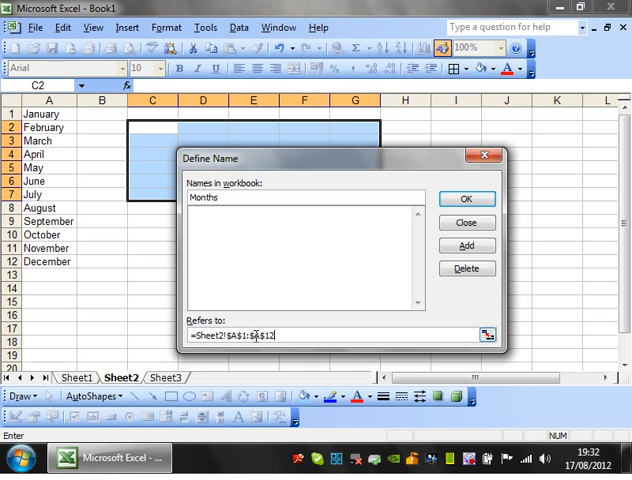 Microsoft Excel - Book1
File Edit View Insert Format Tools Data Window Help
Type a question for help
100%
Arial 10 B I U
C2 fx
A B C D E F G H I J K L
1 January
2 February
3 March
4 April
5 May
6 June
7 July
8 August
9 September
10 October
11 November
12 December
13
14
15
16
17
18
19
20
Define Name
Names in workbook:
Months
OK
Close
Add
Delete
Refers to:
=Sheet2!$A$1:$A$12
Sheet1 Sheet2 Sheet3
Draw AutoShapes
Enter NUM
Microsoft Excel - ...
19:32
17/08/2012